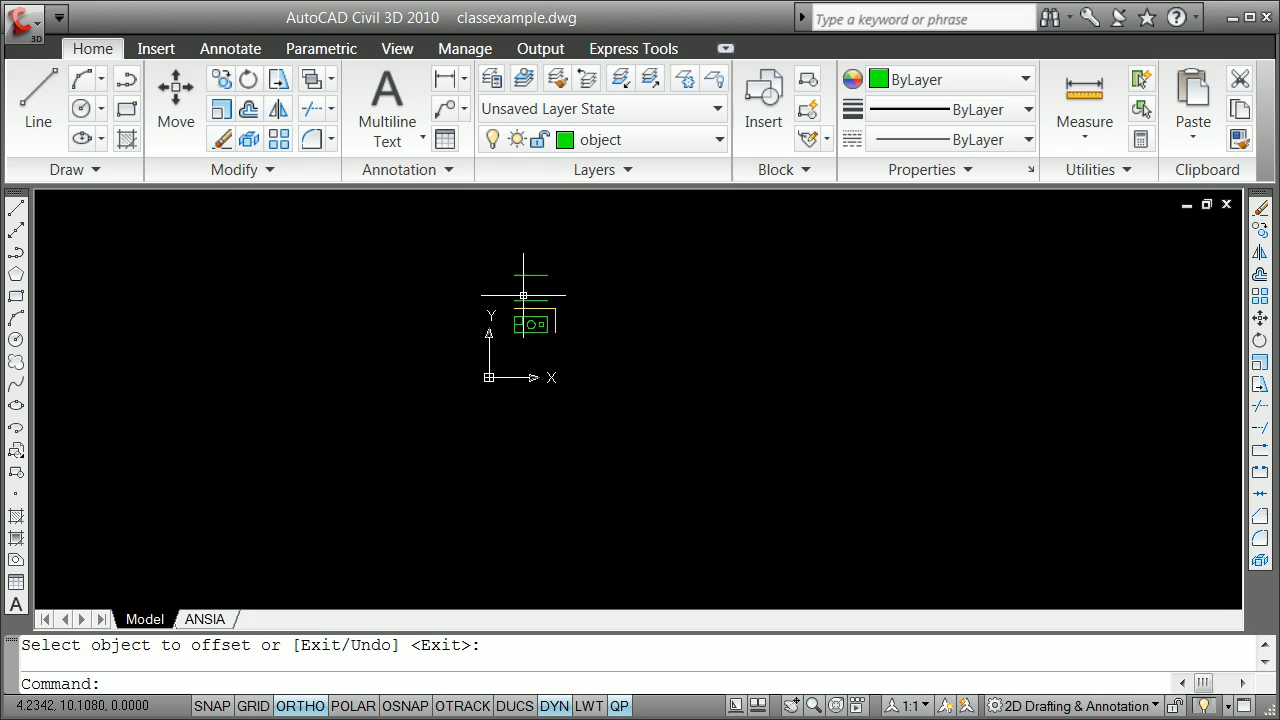 AutoCAD Civil 3D 2010 classexample.dwg
Type a keyword or phrase
3D
Home Insert Annotate Parametric View Manage Output Express Tools
Line Move Multiline Text Unsaved Layer State object Insert ByLayer ByLayer ByLayer Measure Paste
Draw Modify Annotation Layers Block Properties Utilities Clipboard
Y
X
Model ANSIA
Select object to offset or [Exit/Undo] <Exit>:
Command:
4.2342, 10.1080, 0.0000 SNAP GRID ORTHO POLAR OSNAP OTRACK DUCS DYN LWT QP 1:1 2D Drafting & Annotation